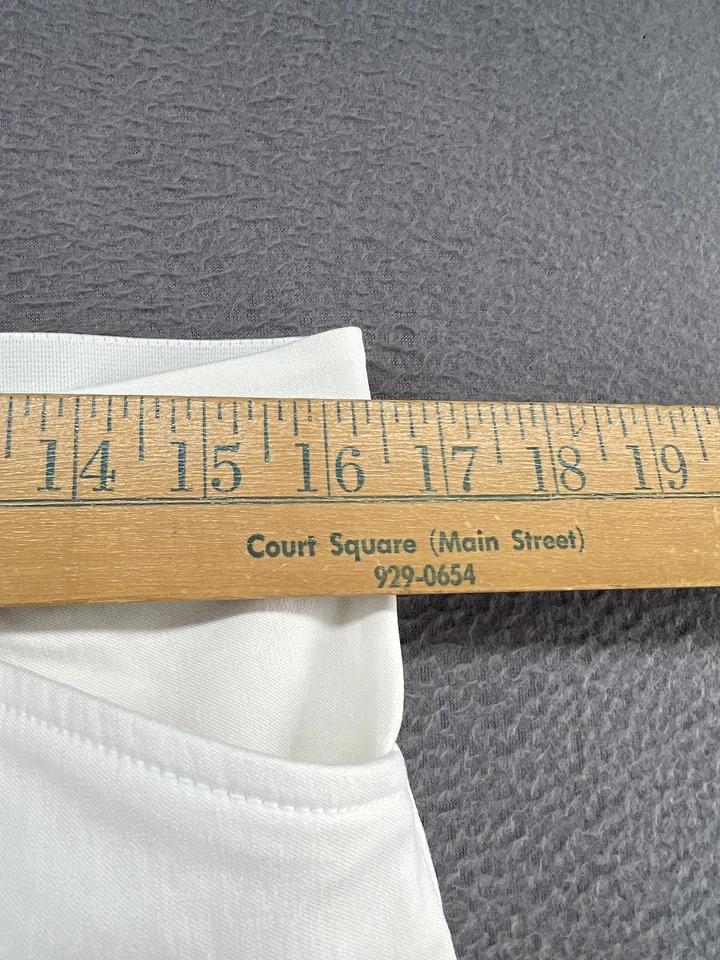 14 15 16 17 18 19
Court Square (Main Street)
929-0654